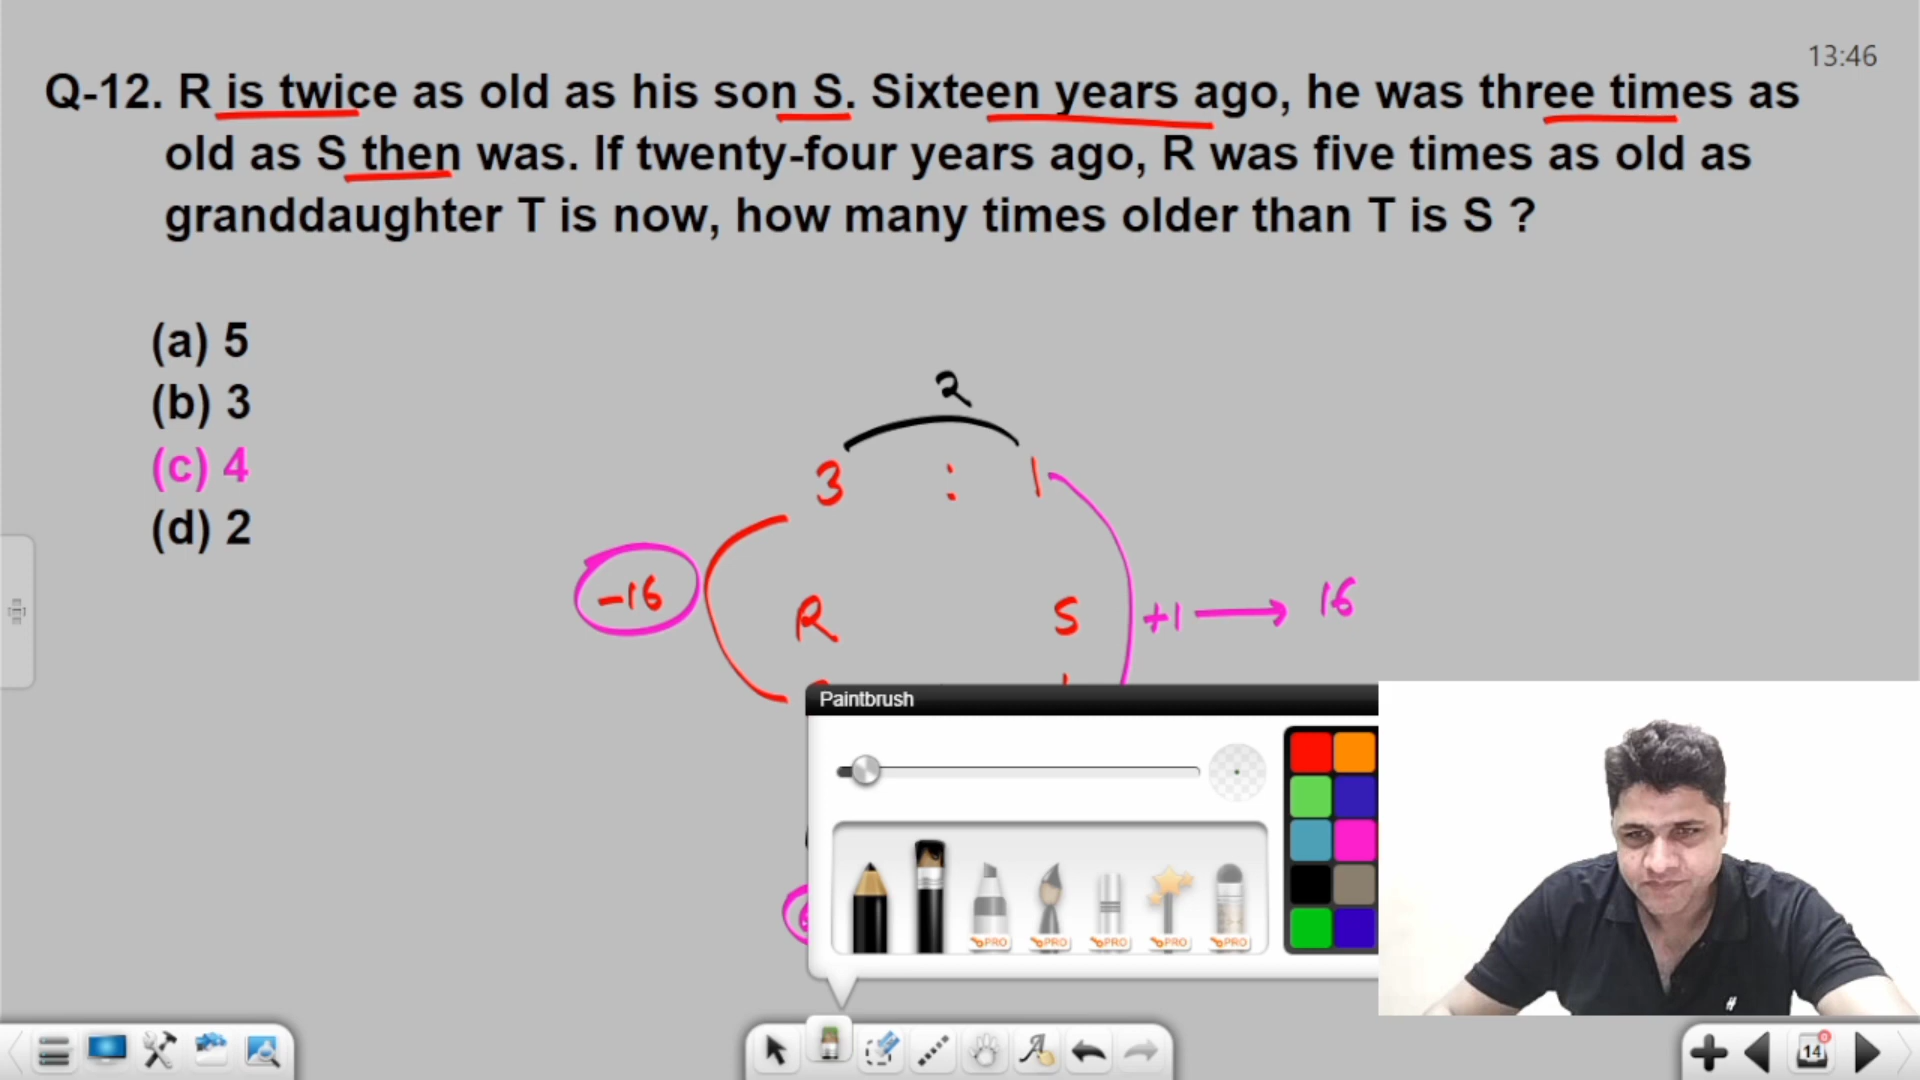 13:46
Q-12. R is twice as old as his son S. Sixteen years ago, he was three times as
old as S then was. If twenty-four years ago, R was five times as old as
granddaughter T is now, how many times older than T is S ?
(a) 5
(b) 3
(c) 4
(d) 2
2
3 : 1
-16
R S
+1 → 16
Paintbrush
PRO PRO PRO PRO PRO
14
0